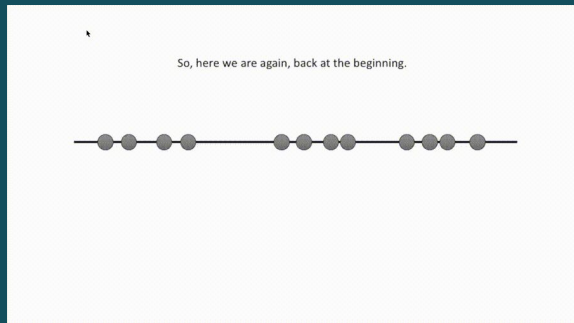 So, here we are again, back at the beginning.